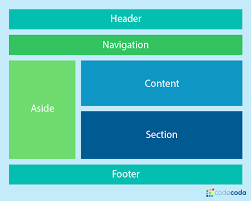 Header
Navigation
Aside
Content
Section
Footer
codecoda